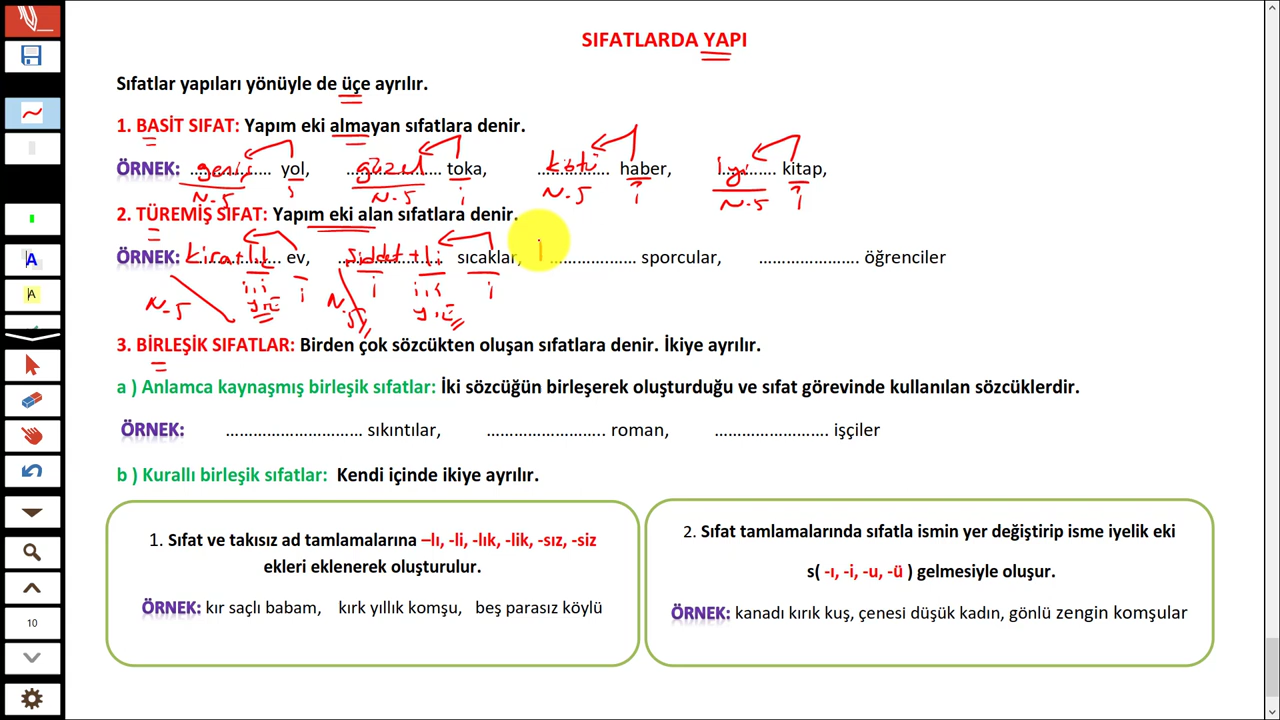 SIFATLARDA YAPI
Sıfatlar yapıları yönüyle de üçe ayrılır.
1. BASİT SIFAT: Yapım eki almayan sıfatlara denir.
ÖRNEK: geniş yol, güzel toka, kötü haber, iyi kitap,
N.S i N.S i N.S i N.S i
2. TÜREMİŞ SIFAT: Yapım eki alan sıfatlara denir.
ÖRNEK: kiralık ev, şiddet+li sıcaklar, ………………. sporcular, ………………… öğrenciler
N.S i.i y.E i N.S i i.i y.E i
3. BİRLEŞİK SIFATLAR: Birden çok sözcükten oluşan sıfatlara denir. İkiye ayrılır.
a ) Anlamca kaynaşmış birleşik sıfatlar: İki sözcüğün birleşerek oluşturduğu ve sıfat görevinde kullanılan sözcüklerdir.
ÖRNEK: ………………………… sıkıntılar, …………………….. roman, ……………………. işçiler
b ) Kurallı birleşik sıfatlar: Kendi içinde ikiye ayrılır.
1. Sıfat ve takısız ad tamlamalarına –lı, -li, -lık, -lik, -sız, -siz
ekleri eklenerek oluşturulur.
ÖRNEK: kır saçlı babam, kırk yıllık komşu, beş parasız köylü
2. Sıfat tamlamalarında sıfatla ismin yer değiştirip isme iyelik eki
s( -ı, -i, -u, -ü ) gelmesiyle oluşur.
ÖRNEK: kanadı kırık kuş, çenesi düşük kadın, gönlü zengin komşular
A
A
10